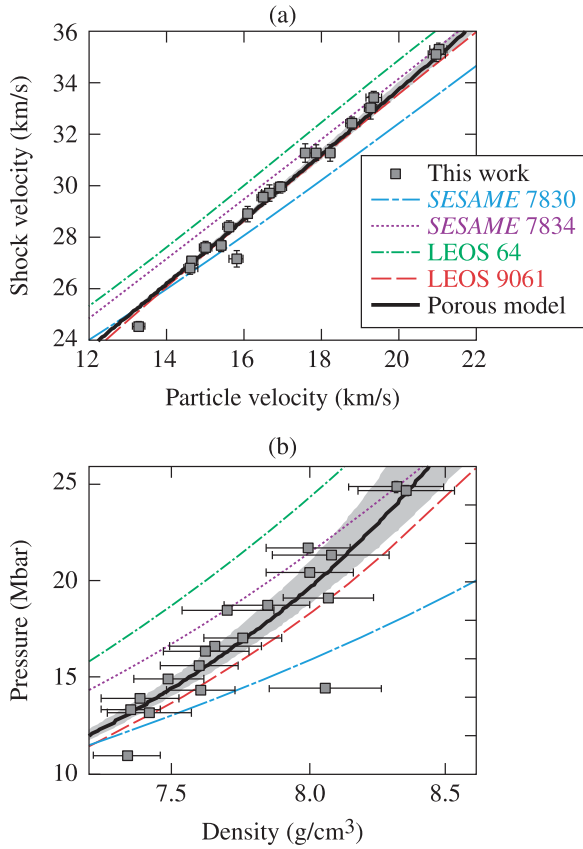 (a)
36
34
32
30
28
26
24
Shock velocity (km/s)
12
14
16
18
20
22
Particle velocity (km/s)
This work
SESAME 7830
SESAME 7834
LEOS 64
LEOS 9061
Porous model
(b)
25
20
15
10
Pressure (Mbar)
7.5
8.0
8.5
Density (g/cm³)